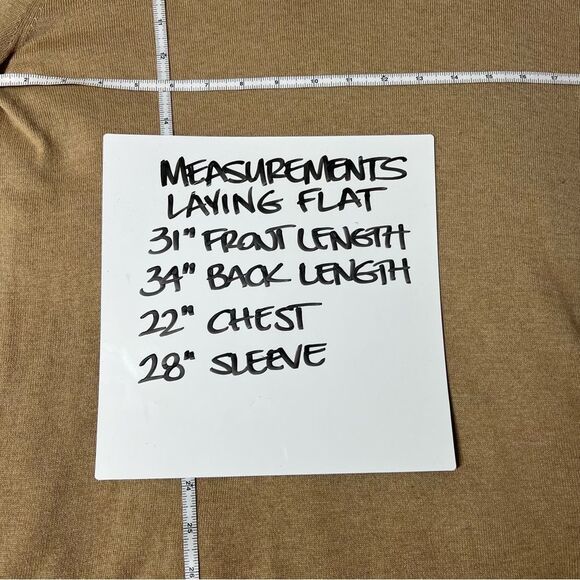 MEASUREMENTS
LAYING FLAT
31" FRONT LENGTH
34" BACK LENGTH
22" CHEST
28" SLEEVE